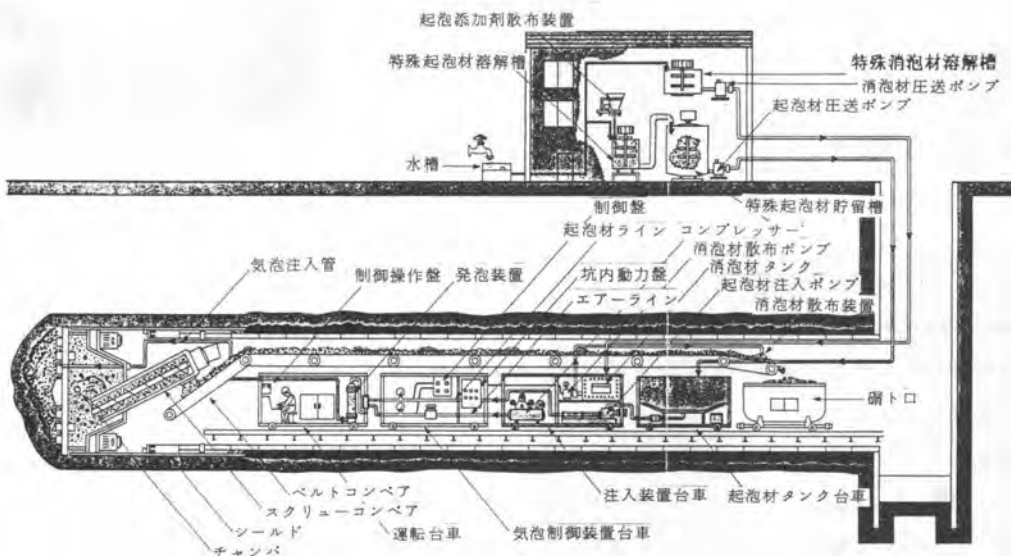 起泡添加剤散布装置
特殊起泡材溶解槽
特殊消泡材溶解槽
消泡材圧送ポンプ
起泡材圧送ポンプ
水槽
特殊起泡材貯留槽
制御盤
起泡材ライン
コンプレッサー
消泡材散布ポンプ
気泡注入管
制御操作盤
発泡装置
坑内動力盤
消泡材タンク
エアーライン
起泡材注入ポンプ
消泡材散布装置
礀トロ
ベルトコンベア
スクリューコンベア
シールド
チャンバ
運転台車
気泡制御装置台車
注入装置台車
起泡材タンク台車